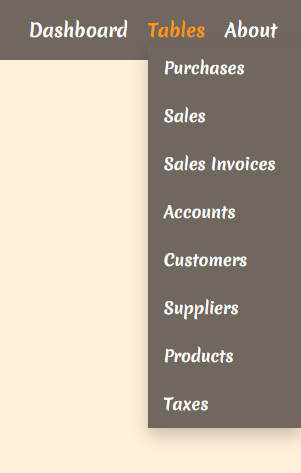 Dashboard Tables About
Purchases
Sales
Sales Invoices
Accounts
Customers
Suppliers
Products
Taxes